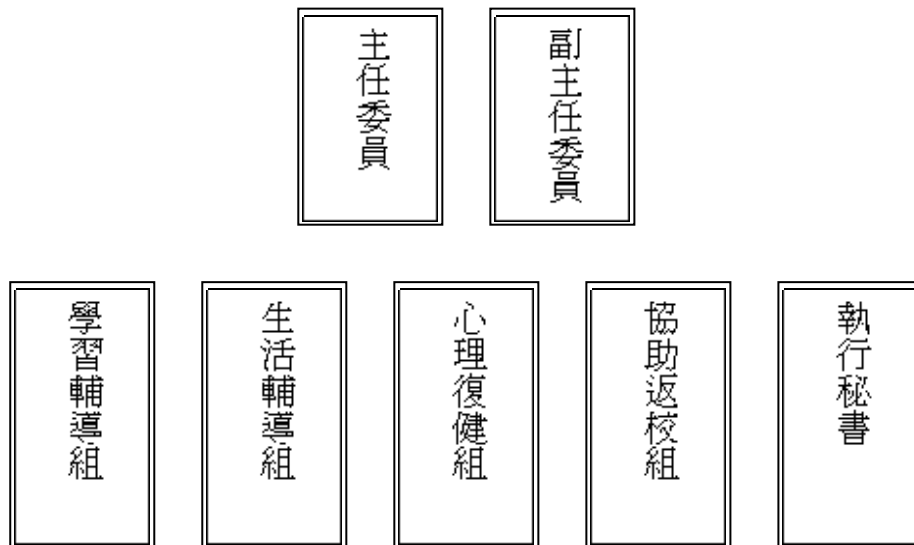 主任委員
副主任委員
學習輔導組
生活輔導組
心理復健組
協助返校組
執行秘書